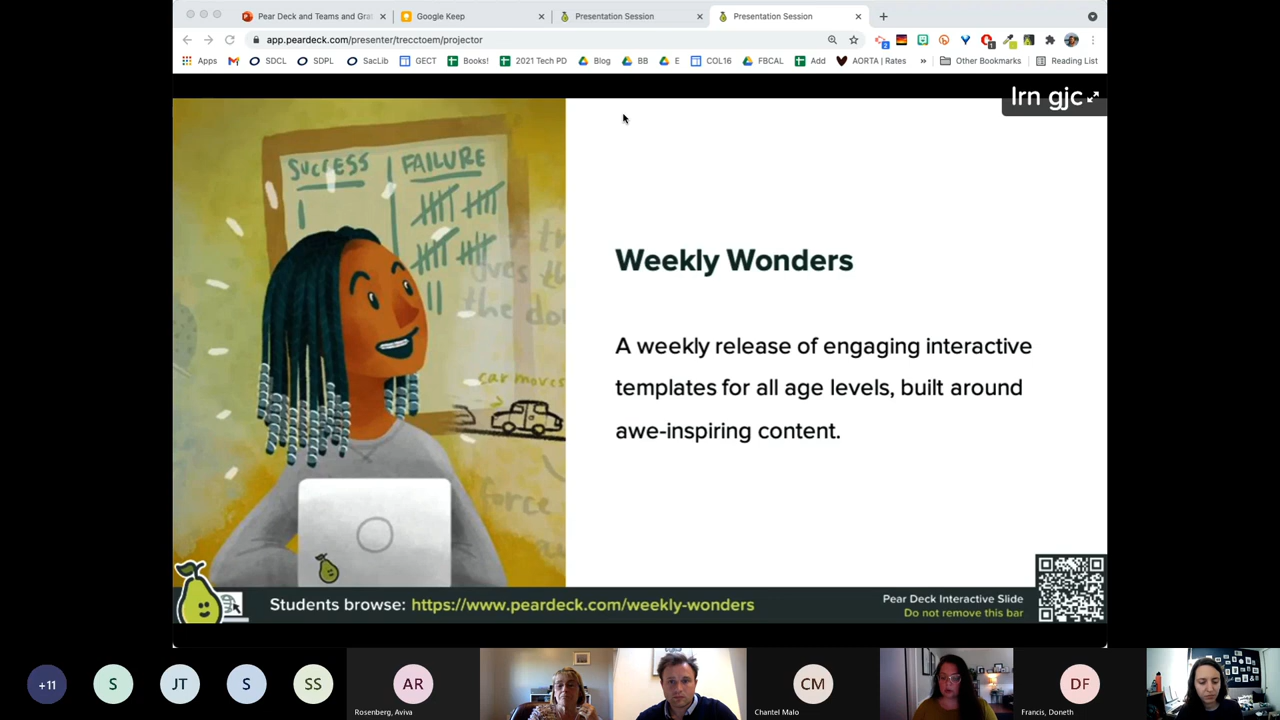 Pear Deck and Teams and Gra
Google Keep
Presentation Session
Presentation Session
app.peardeck.com/presenter/trecctoem/projector
Apps
SDCL
SDPL
SacLib
GECT
Books!
2021 Tech PD
Blog
BB
E
COL16
FBCAL
Add
AORTA | Rates
»
Other Bookmarks
Reading List
lrn gjc
SUCCESS
FAILURE
Weekly Wonders
A weekly release of engaging interactive
templates for all age levels, built around
awe-inspiring content.
car moves
force
Students browse: https://www.peardeck.com/weekly-wonders
Pear Deck Interactive Slide
Do not remove this bar
+11
S
JT
S
SS
AR
Rosenberg, Aviva
CM
Chantel Malo
DF
Francis, Doneth